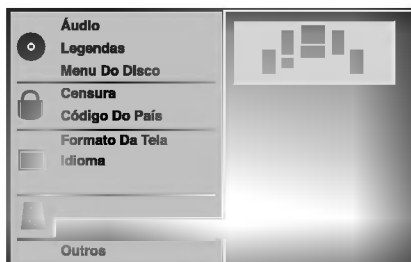 Áudio
Legendas
Menu Do Disco
Censura
Código Do País
Formato Da Tela
Idioma
Outros